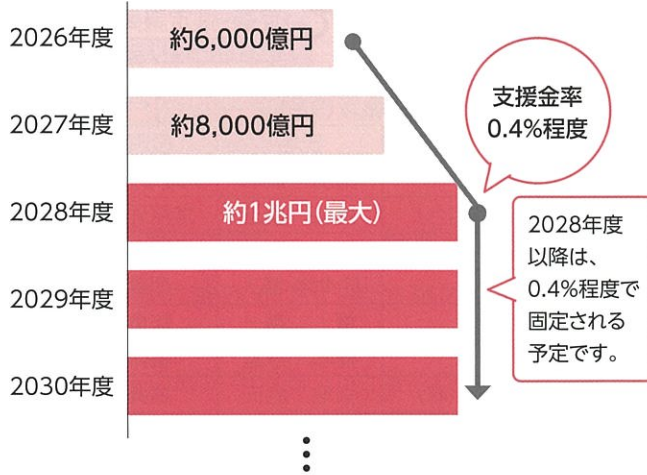 2026年度
約6,000億円
2027年度
約8,000億円
支援金率
0.4%程度
2028年度
約1兆円(最大)
2028年度
以降は、
0.4%程度で
固定される
予定です。
2029年度
2030年度